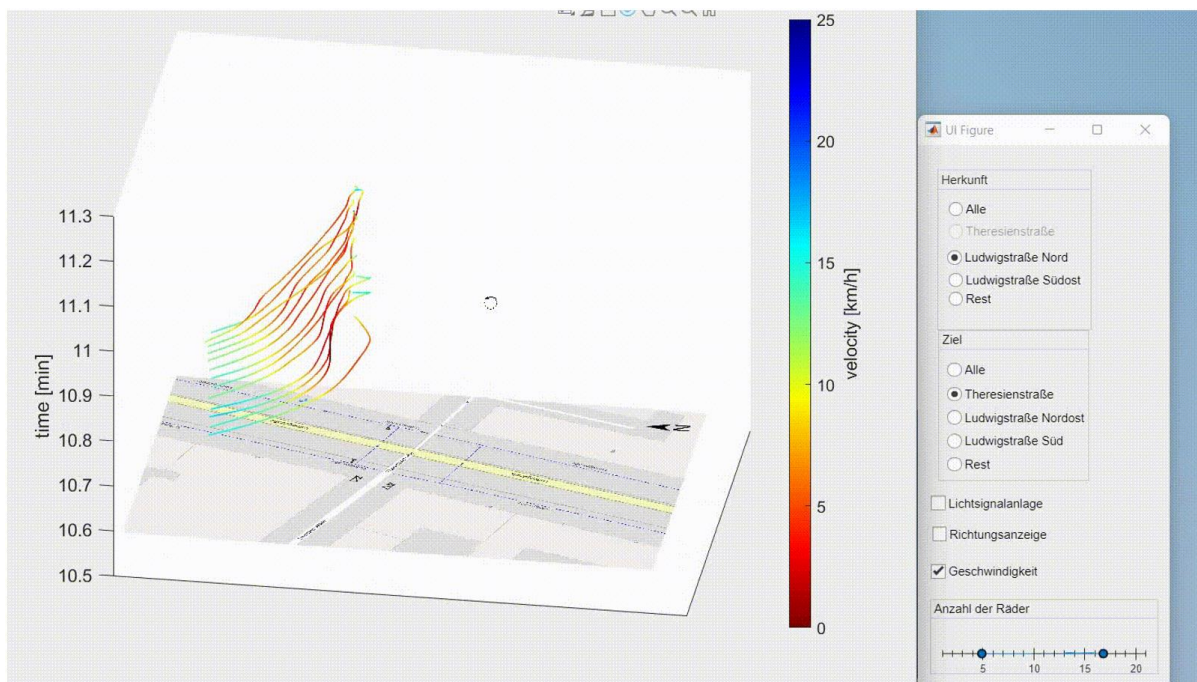 25
20
15
10
5
0
velocity [km/h]
11.3
11.2
11.1
11
10.9
10.8
10.7
10.6
10.5
time [min]
N
UI Figure
Herkunft
Alle
Theresienstraße
Ludwigstraße Nord
Ludwigstraße Südost
Rest
Ziel
Alle
Theresienstraße
Ludwigstraße Nordost
Ludwigstraße Süd
Rest
Lichtsignalanlage
Richtungsanzeige
Geschwindigkeit
Anzahl der Räder
5 10 15 20